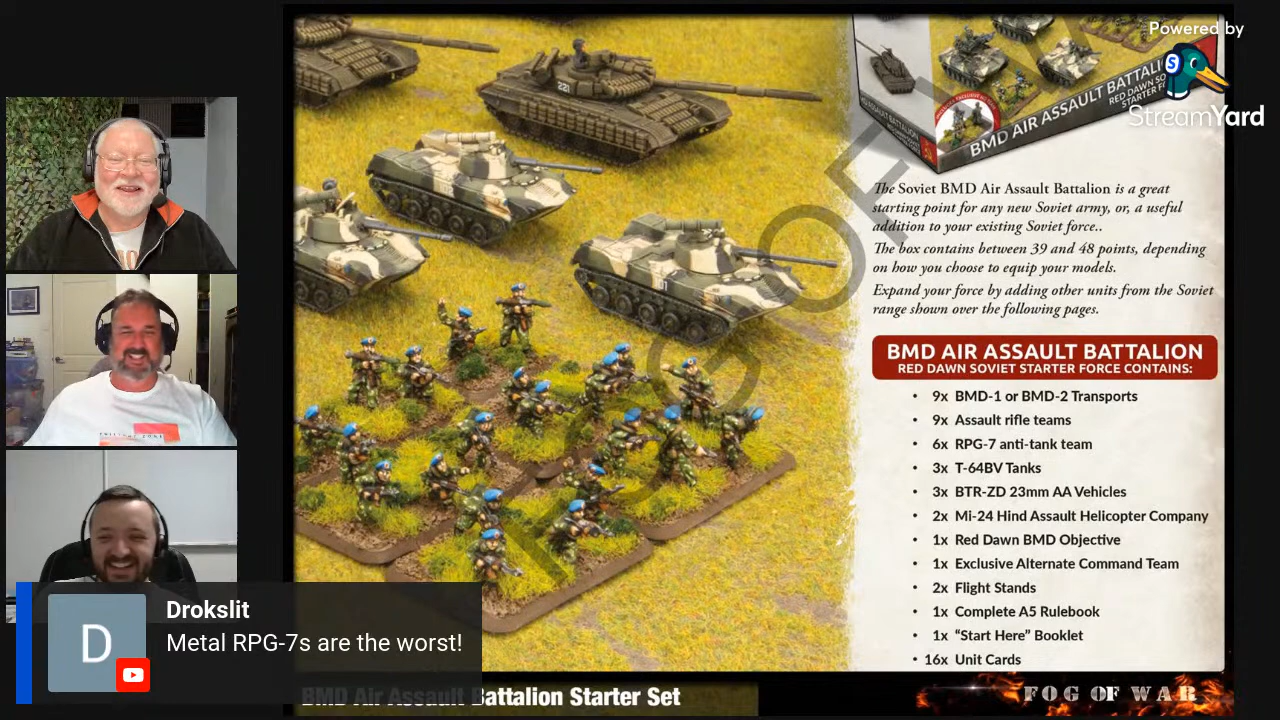 Powered by
StreamYard
BMD AIR ASSAULT BATTALION
RED DAWN SOVIET
STARTER FORCE
The Soviet BMD Air Assault Battalion is a great
starting point for any new Soviet army, or, a useful
addition to your existing Soviet force..
The box contains between 39 and 48 points, depending
on how you choose to equip your models.
Expand your force by adding other units from the Soviet
range shown over the following pages.
BMD AIR ASSAULT BATTALION
RED DAWN SOVIET STARTER FORCE CONTAINS:
• 9x BMD-1 or BMD-2 Transports
• 9x Assault rifle teams
• 6x RPG-7 anti-tank team
• 3x T-64BV Tanks
• 3x BTR-ZD 23mm AA Vehicles
• 2x Mi-24 Hind Assault Helicopter Company
• 1x Red Dawn BMD Objective
• 1x Exclusive Alternate Command Team
• 2x Flight Stands
• 1x Complete A5 Rulebook
• 1x “Start Here” Booklet
• 16x Unit Cards
221
D
Drokslit
Metal RPG-7s are the worst!
BMD Air Assault Battalion Starter Set
FOG OF WAR